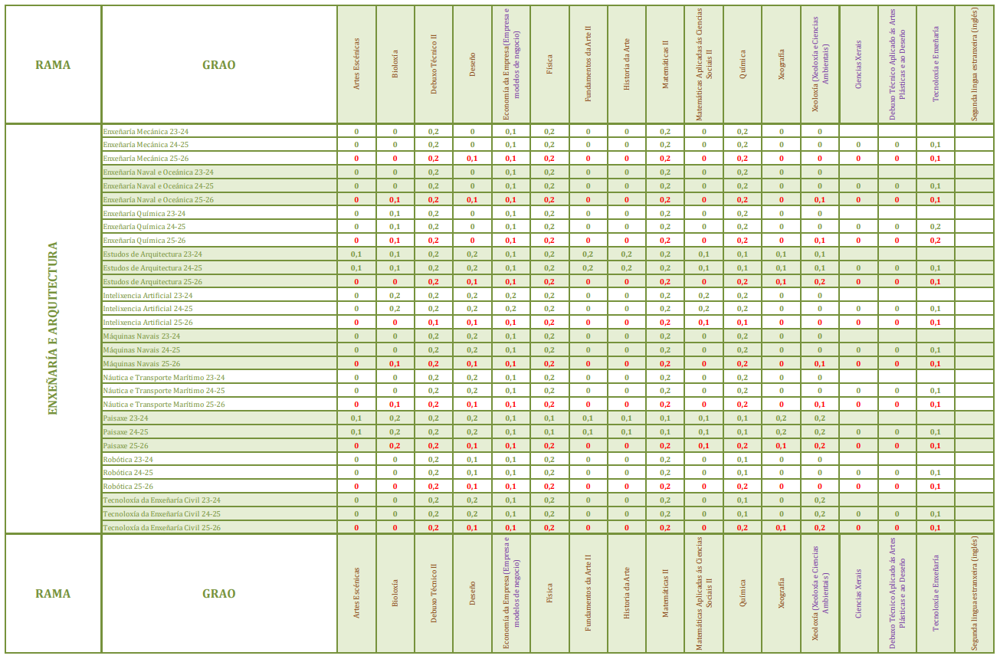 RAMA GRAO Artes Escénicas Bioloxía Debuxo Técnico II Deseño Economía da Empresa(Empresa e modelos de negocio) Física Fundamentos da Arte II Historia da Arte Matemáticas II Matemáticas Aplicadas ás Ciencias Sociais II Química Xeografía Xeoloxía (Xeoloxía e Ciencias Ambientais) Ciencias Xerais Debuxo Técnico Aplicado ás Artes Plásticas e ao Deseño Tecnoloxía e Enxeñaría Segunda lingua estranxeira (inglés)
ENXEÑARÍA E ARQUITECTURA
Enxeñaría Mecánica 23-24 0 0 0,2 0 0,1 0,2 0 0 0,2 0 0,2 0 0
Enxeñaría Mecánica 24-25 0 0 0,2 0 0,1 0,2 0 0 0,2 0 0,2 0 0 0 0 0,1
Enxeñaría Mecánica 25-26 0 0 0,2 0,1 0,1 0,2 0 0 0,2 0 0,2 0 0 0 0 0,1
Enxeñaría Naval e Oceánica 23-24 0 0 0,2 0 0,1 0,2 0 0 0,2 0 0,2 0 0
Enxeñaría Naval e Oceánica 24-25 0 0 0,2 0 0,1 0,2 0 0 0,2 0 0,2 0 0 0 0 0,1
Enxeñaría Naval e Oceánica 25-26 0 0,1 0,2 0,1 0,1 0,2 0 0 0,2 0 0,2 0 0,1 0 0 0,1
Enxeñaría Química 23-24 0 0,1 0,2 0 0,1 0,2 0 0 0,2 0 0,2 0 0
Enxeñaría Química 24-25 0 0,1 0,2 0 0,1 0,2 0 0 0,2 0 0,2 0 0 0 0 0,2
Enxeñaría Química 25-26 0 0,1 0,2 0 0,1 0,2 0 0 0,2 0 0,2 0 0,1 0 0 0,2
Estudos de Arquitectura 23-24 0,1 0,1 0,2 0,2 0,1 0,2 0,2 0,2 0,2 0,1 0,1 0,1 0,1
Estudos de Arquitectura 24-25 0,1 0,1 0,2 0,2 0,1 0,2 0,2 0,2 0,2 0,1 0,1 0,1 0,1 0 0 0,1
Estudos de Arquitectura 25-26 0 0 0,2 0,1 0,1 0,2 0 0 0,2 0 0,2 0,1 0,2 0 0 0,1
Intelixencia Artificial 23-24 0 0,2 0,2 0,2 0,2 0,2 0 0 0,2 0,2 0,2 0 0
Intelixencia Artificial 24-25 0 0,2 0,2 0,2 0,2 0,2 0 0 0,2 0,2 0,2 0 0 0 0 0,1
Intelixencia Artificial 25-26 0 0 0,1 0,1 0,1 0,2 0 0 0,2 0,1 0,1 0 0 0 0 0,1
Máquinas Navais 23-24 0 0 0,2 0,2 0,1 0,2 0 0 0,2 0 0,2 0 0
Máquinas Navais 24-25 0 0 0,2 0,2 0,1 0,2 0 0 0,2 0 0,2 0 0 0 0 0,1
Máquinas Navais 25-26 0 0,1 0,2 0,1 0,1 0,2 0 0 0,2 0 0,2 0 0,1 0 0 0,1
Náutica e Transporte Marítimo 23-24 0 0 0,2 0,2 0,1 0,2 0 0 0,2 0 0,2 0 0
Náutica e Transporte Marítimo 24-25 0 0 0,2 0,2 0,1 0,2 0 0 0,2 0 0,2 0 0 0 0 0,1
Náutica e Transporte Marítimo 25-26 0 0,1 0,2 0,1 0,1 0,2 0 0 0,2 0 0,2 0 0,1 0 0 0,1
Paisaxe 23-24 0,1 0,2 0,2 0,2 0,1 0,1 0,1 0,1 0,1 0,1 0,1 0,2 0,2
Paisaxe 24-25 0,1 0,2 0,2 0,2 0,1 0,1 0,1 0,1 0,1 0,1 0,1 0,2 0,2 0 0 0,1
Paisaxe 25-26 0 0,2 0,2 0,1 0,1 0,2 0 0 0,2 0,1 0,2 0,1 0,2 0 0 0,1
Robótica 23-24 0 0 0,2 0,1 0,1 0,2 0 0 0,2 0 0,1 0 0
Robótica 24-25 0 0 0,2 0,1 0,1 0,2 0 0 0,2 0 0,1 0 0 0 0 0,1
Robótica 25-26 0 0 0,2 0,1 0,1 0,2 0 0 0,2 0 0,2 0 0 0 0 0,1
Tecnoloxía da Enxeñaría Civil 23-24 0 0 0,2 0,2 0,1 0,2 0 0 0,2 0 0,1 0 0,2
Tecnoloxía da Enxeñaría Civil 24-25 0 0 0,2 0,2 0,1 0,2 0 0 0,2 0 0,1 0 0,2 0 0 0,1
Tecnoloxía da Enxeñaría Civil 25-26 0 0 0,2 0,1 0,1 0,2 0 0 0,2 0 0,2 0,1 0,2 0 0 0,1
RAMA GRAO Artes Escénicas Bioloxía Debuxo Técnico II Deseño Economía da Empresa(Empresa e modelos de negocio) Física Fundamentos da Arte II Historia da Arte Matemáticas II Matemáticas Aplicadas ás Ciencias Sociais II Química Xeografía Xeoloxía (Xeoloxía e Ciencias Ambientais) Ciencias Xerais Debuxo Técnico Aplicado ás Artes Plásticas e ao Deseño Tecnoloxía e Enxeñaría Segunda lingua estranxeira (inglés)